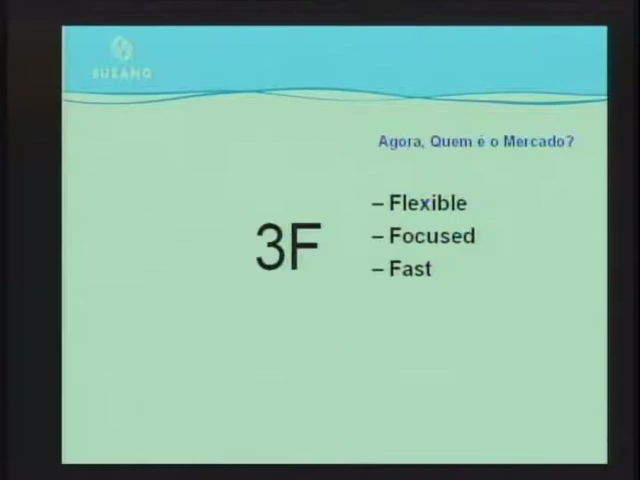 SUZANO
Agora, Quem é o Mercado?
3F
– Flexible
– Focused
– Fast